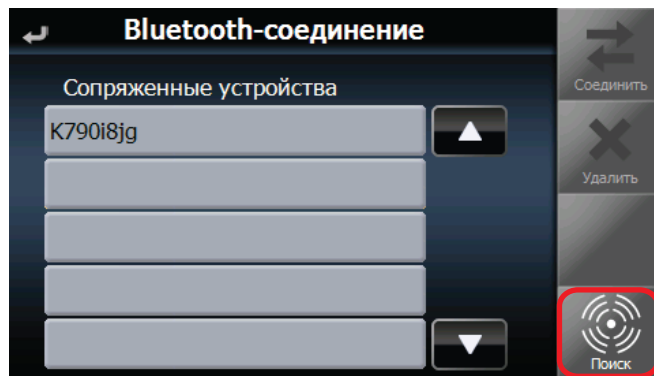 Bluetooth-соединение
Сопряженные устройства
K790i8jg
Соединить
Удалить
Поиск